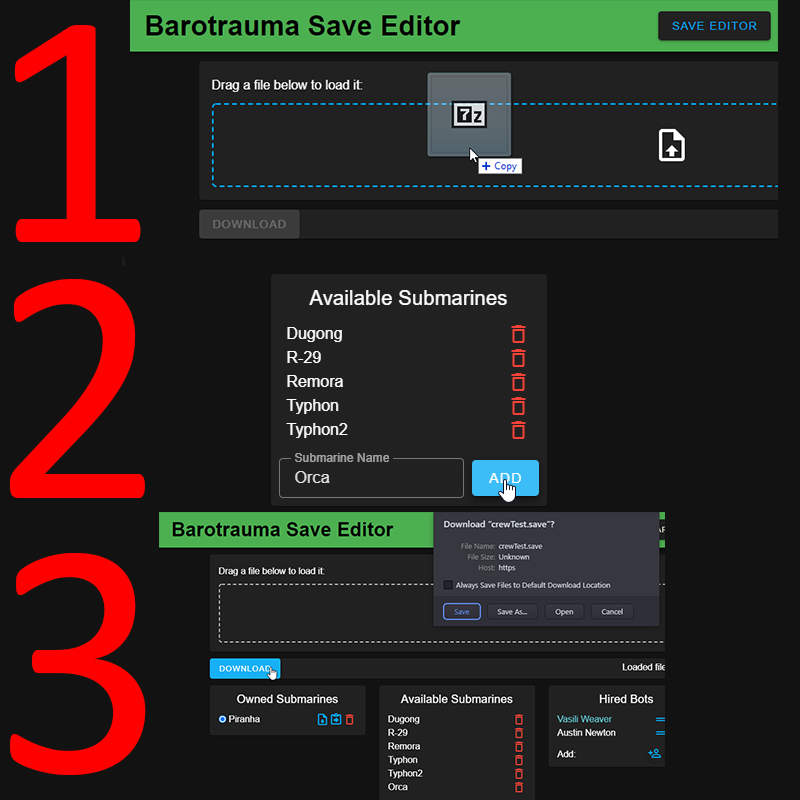 1
Barotrauma Save Editor
SAVE EDITOR
Drag a file below to load it:
7z
+ Copy
DOWNLOAD
2
Available Submarines
Dugong
R-29
Remora
Typhon
Typhon2
Submarine Name
Orca
ADD
3
Barotrauma Save Editor
Download "crewTest.save"?
File Name: crewTest.save
File Size: Unknown
Host: https
Always Save Files to Default Download Location
Save
Save As...
Open
Cancel
Drag a file below to load it:
DOWNLOAD
Loaded file
Owned Submarines
Piranha
Available Submarines
Dugong
R-29
Remora
Typhon
Typhon2
Orca
Hired Bots
Vasili Weaver
Austin Newton
Add: